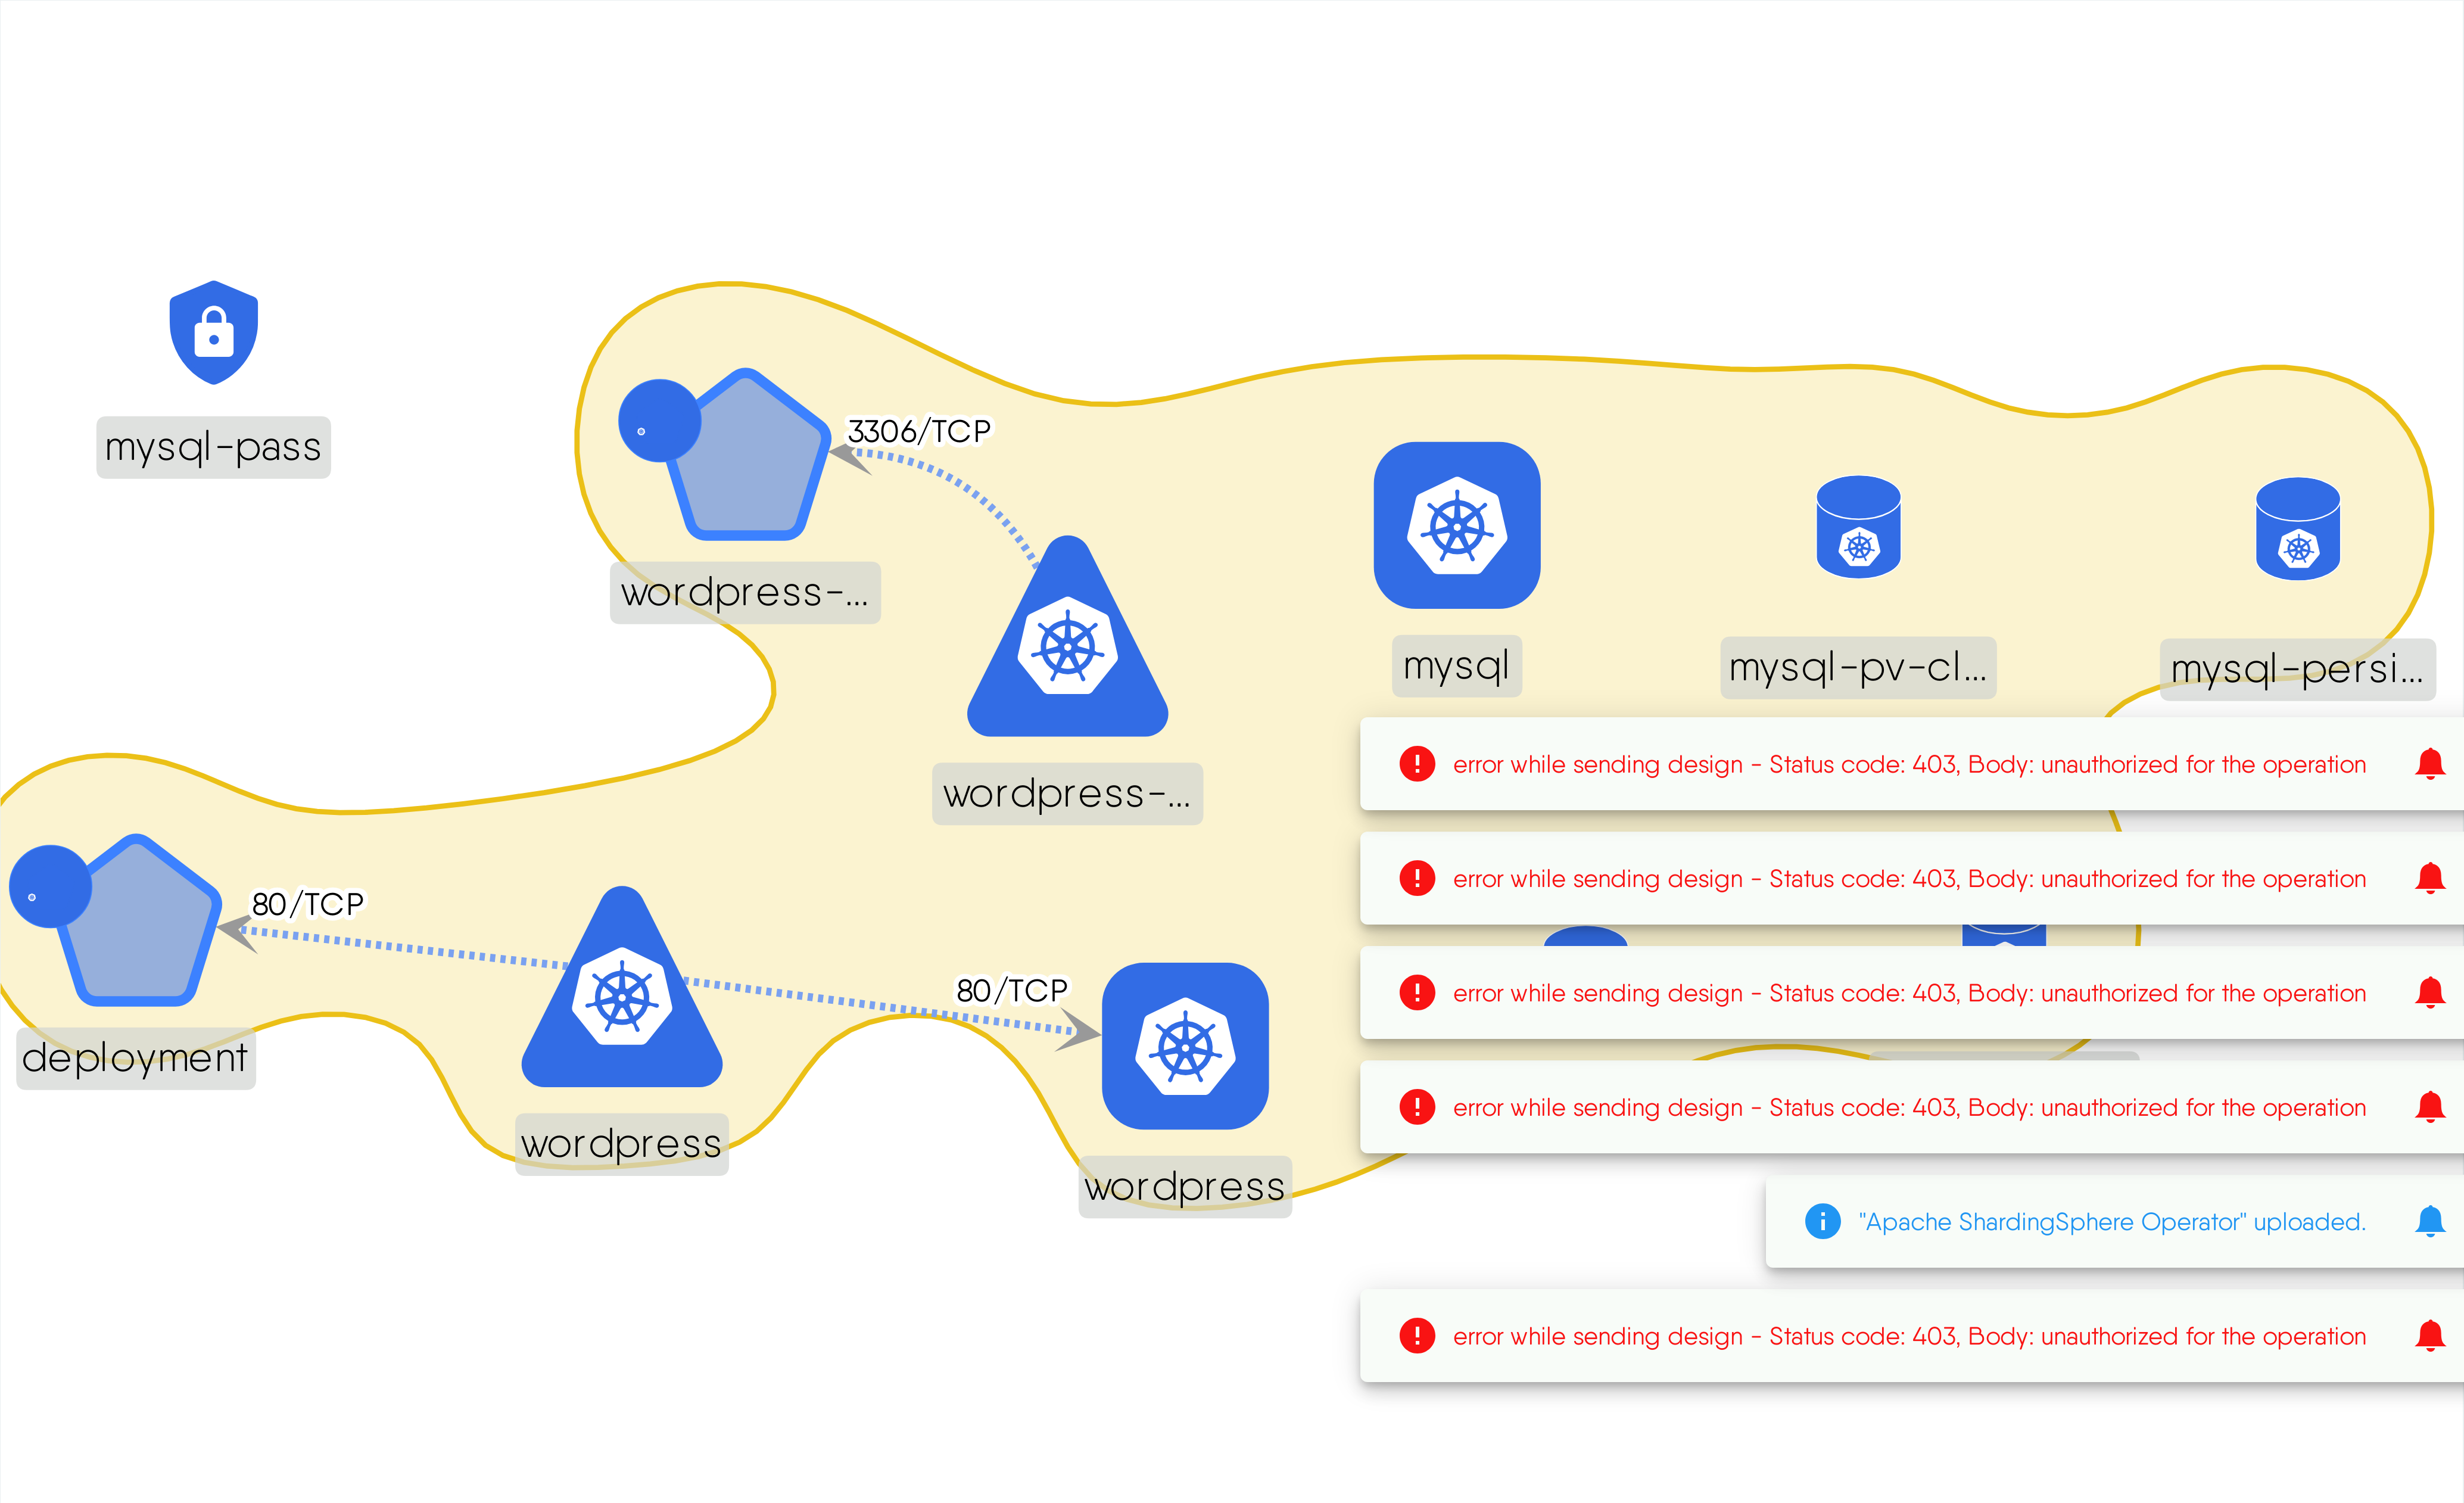 mysql-pass
3306/TCP
wordpress-...
wordpress-...
mysql
mysql-pv-cl...
mysql-persi...
error while sending design - Status code: 403, Body: unauthorized for the operation
error while sending design - Status code: 403, Body: unauthorized for the operation
80/TCP
80/TCP
error while sending design - Status code: 403, Body: unauthorized for the operation
deployment
error while sending design - Status code: 403, Body: unauthorized for the operation
wordpress
wordpress
"Apache ShardingSphere Operator" uploaded.
error while sending design - Status code: 403, Body: unauthorized for the operation